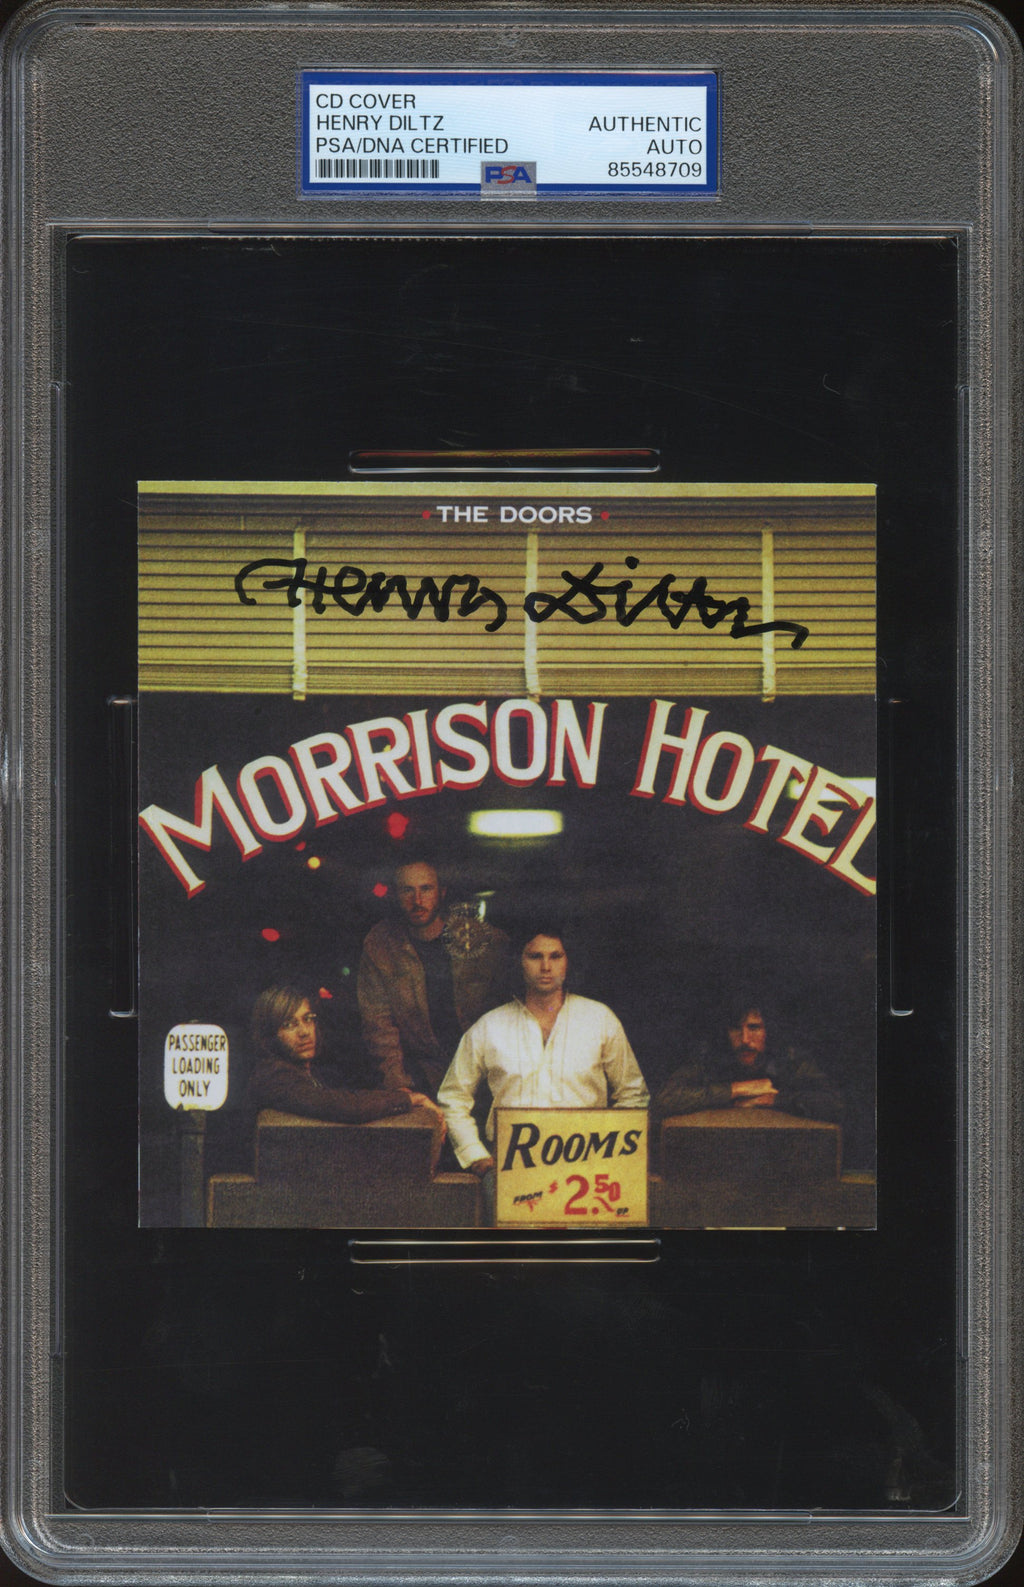 CD COVER
HENRY DILTZ
PSA/DNA CERTIFIED
AUTHENTIC
AUTO
85548709
PSA
THE DOORS
Henry Diltz
MORRISON HOTEL
PASSENGER
LOADING
ONLY
ROOMS
FROM $2.50 UP